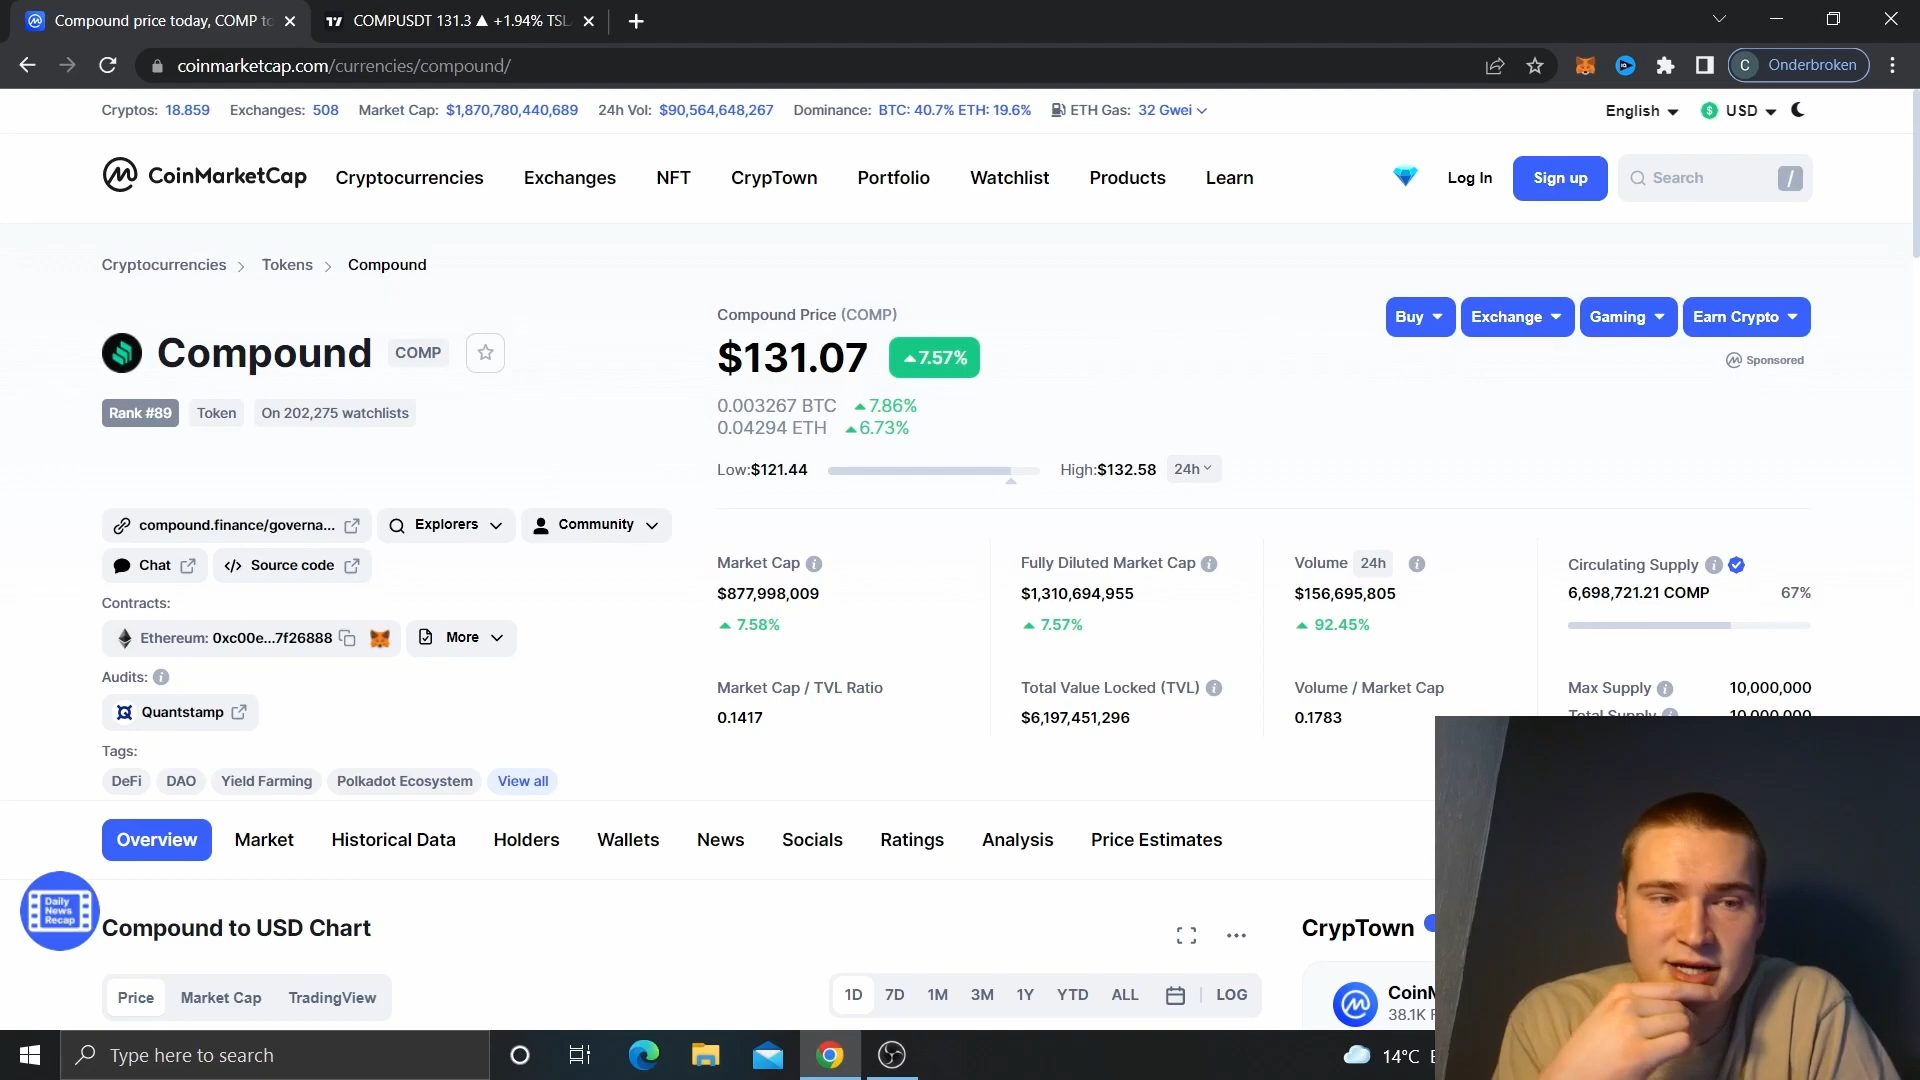 Compound price today, COMP to
COMPUSDT 131.3 ▲ +1.94% TSL
coinmarketcap.com/currencies/compound/
C Onderbroken
Cryptos: 18.859 Exchanges: 508 Market Cap: $1,870,780,440,689 24h Vol: $90,564,648,267 Dominance: BTC: 40.7% ETH: 19.6% ETH Gas: 32 Gwei
English $ USD
CoinMarketCap Cryptocurrencies Exchanges NFT CrypTown Portfolio Watchlist Products Learn Log In Sign up Search /
Cryptocurrencies Tokens Compound
Compound COMP
Rank #89 Token On 202,275 watchlists
compound.finance/governa... Explorers Community
Chat Source code
Contracts:
Ethereum: 0xc00e...7f26888 More
Audits:
Quantstamp
Tags:
DeFi DAO Yield Farming Polkadot Ecosystem View all
Compound Price (COMP)
$131.07 7.57%
0.003267 BTC 7.86%
0.04294 ETH 6.73%
Low:$121.44 High:$132.58 24h
Buy Exchange Gaming Earn Crypto
Sponsored
Market Cap
$877,998,009
7.58%
Fully Diluted Market Cap
$1,310,694,955
7.57%
Volume 24h
$156,695,805
92.45%
Circulating Supply
6,698,721.21 COMP 67%
Market Cap / TVL Ratio
0.1417
Total Value Locked (TVL)
$6,197,451,296
Volume / Market Cap
0.1783
Max Supply 10,000,000
Total Supply 10,000,000
Overview Market Historical Data Holders Wallets News Socials Ratings Analysis Price Estimates
Daily
News
Recap
Compound to USD Chart
Price Market Cap TradingView
1D 7D 1M 3M 1Y YTD ALL LOG
CrypTown
CoinM
38.1K F
Type here to search
14°C